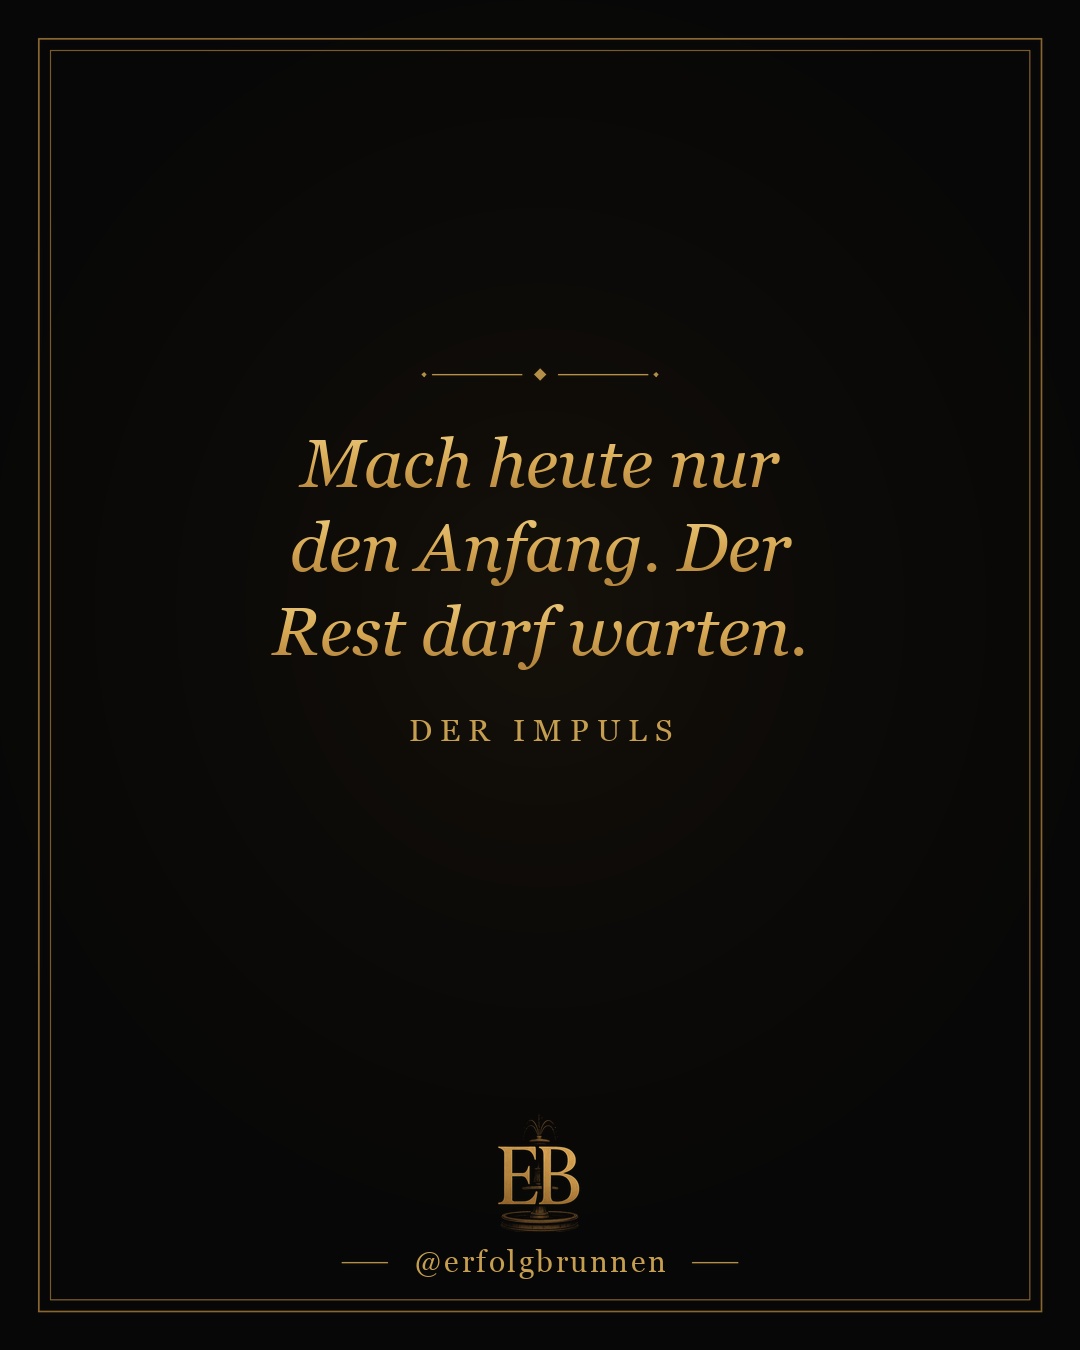 Mach heute nur
den Anfang. Der
Rest darf warten.
DER IMPULS
EB
@erfolgbrunnen